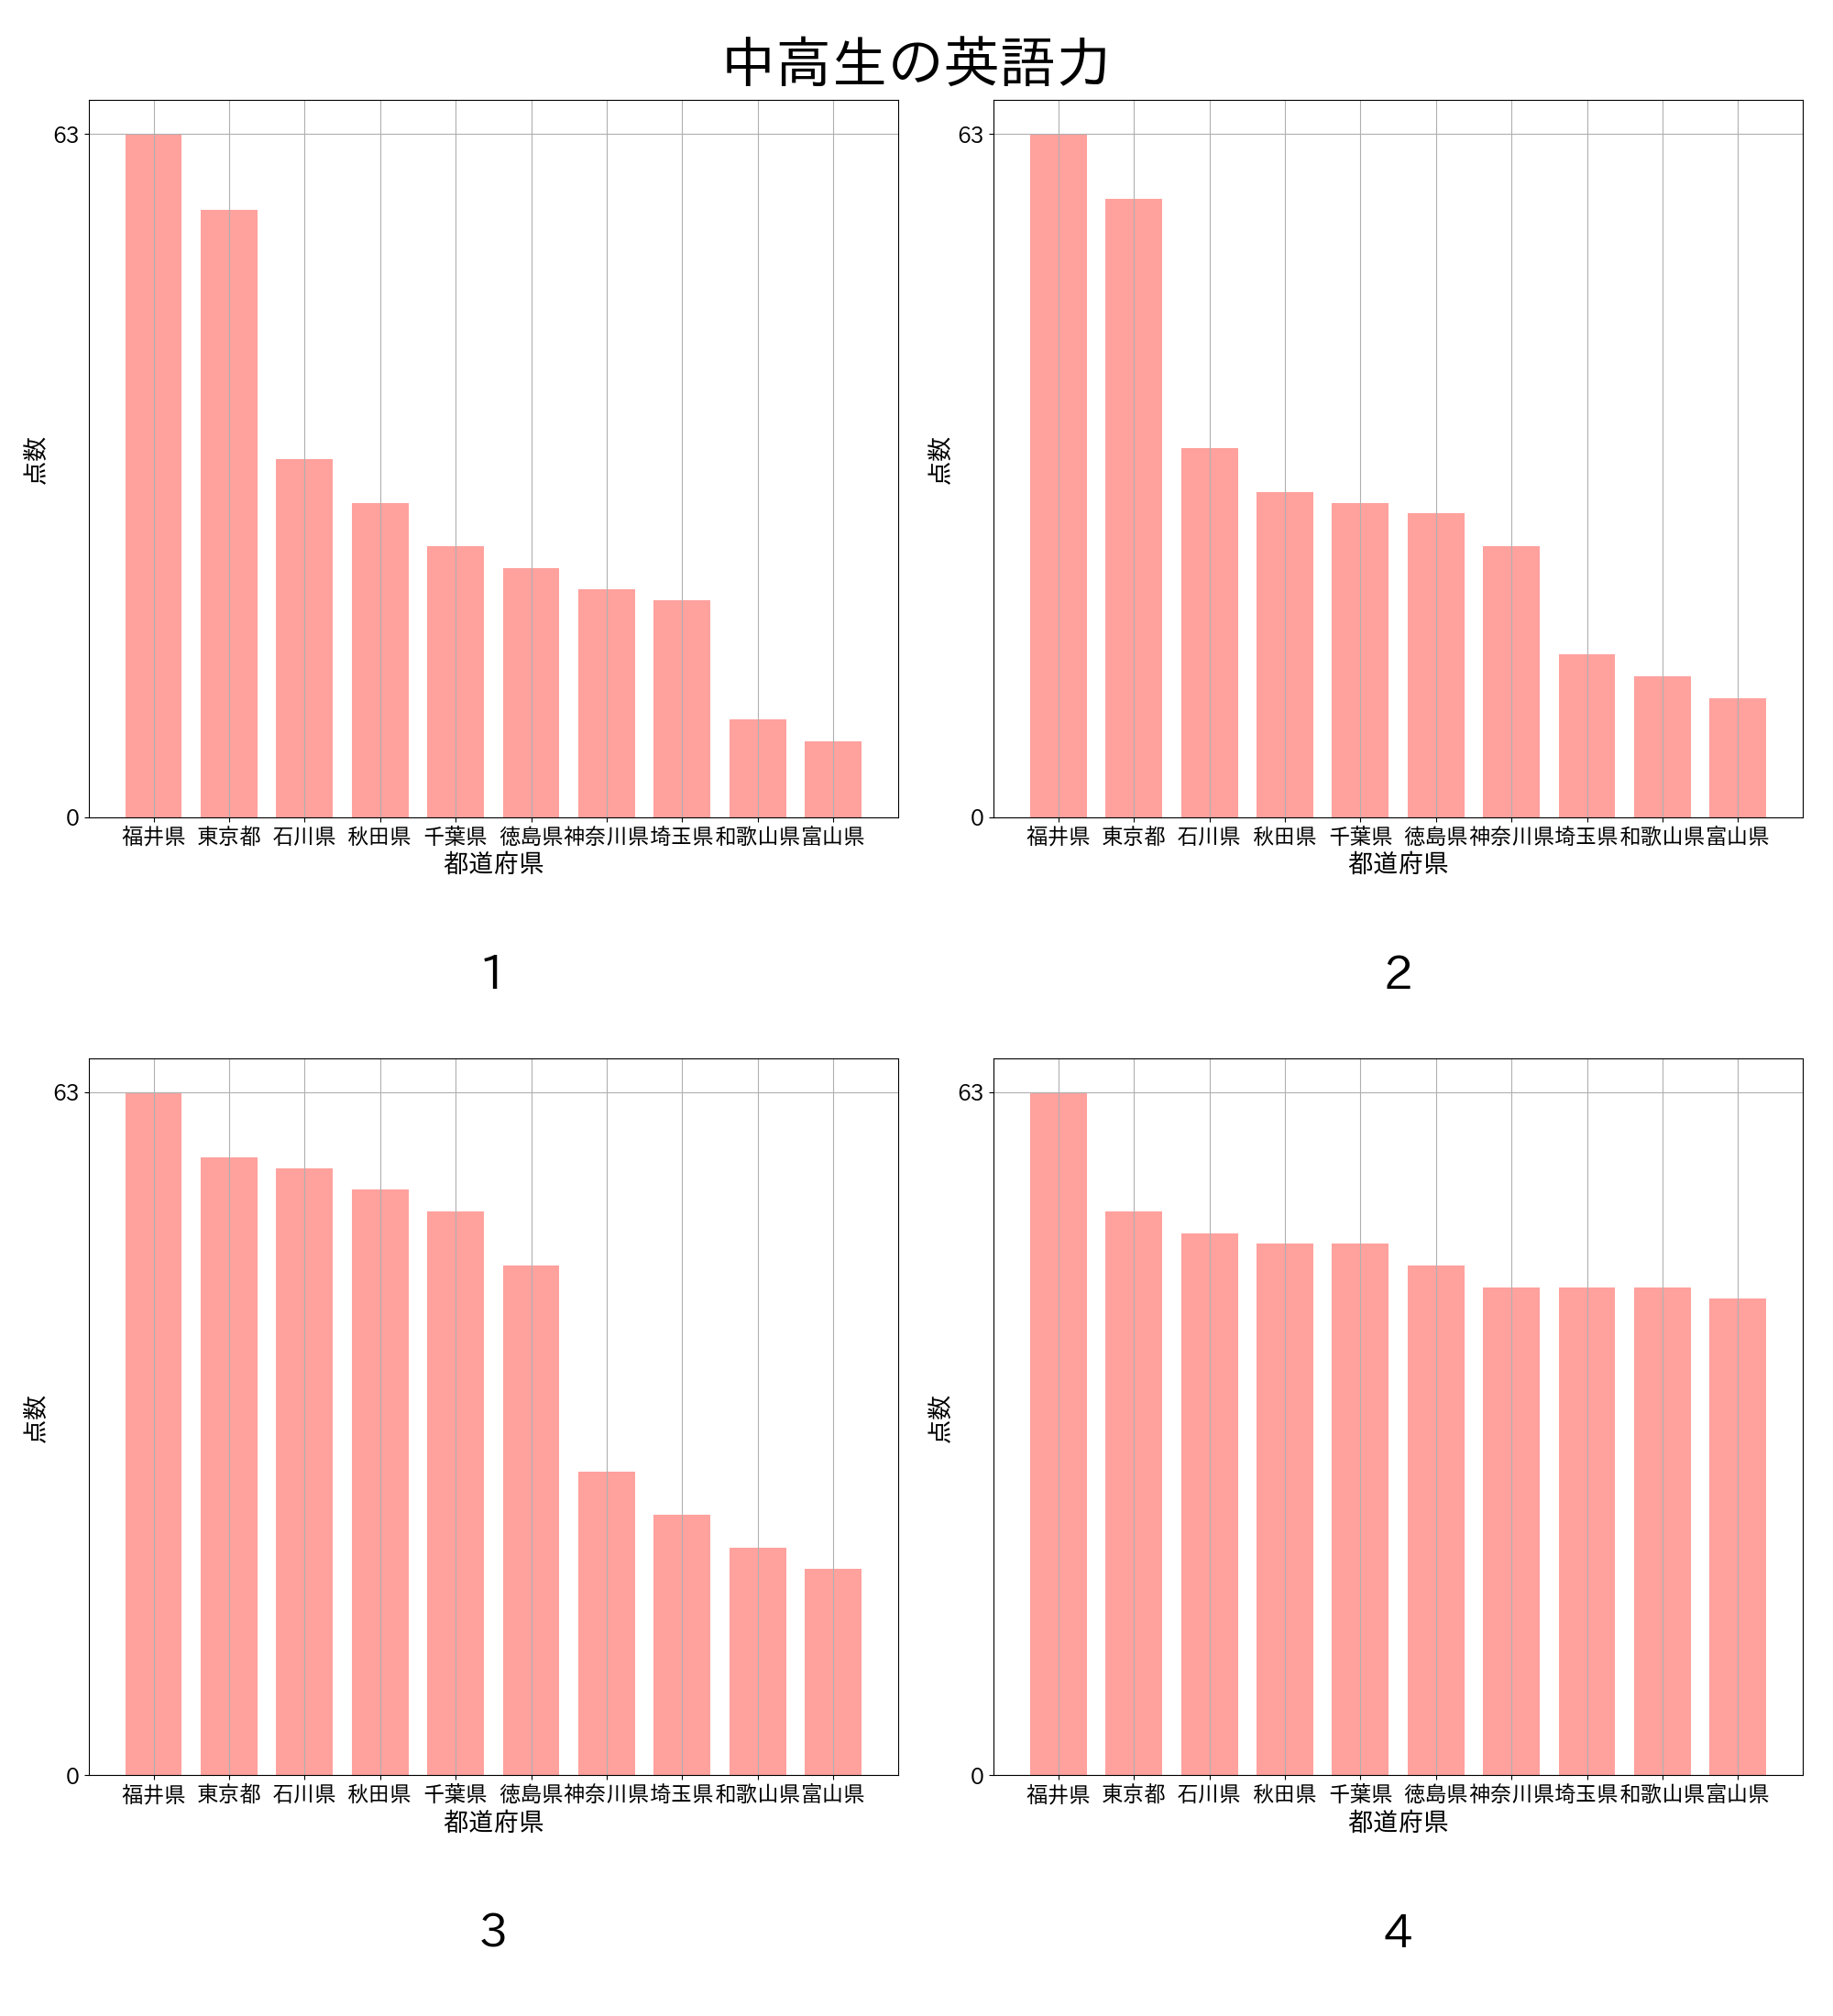 中高生の英語力
63
点数
0
福井県 東京都 石川県 秋田県 千葉県 徳島県 神奈川県 埼玉県 和歌山県 富山県
都道府県
1
63
点数
0
福井県 東京都 石川県 秋田県 千葉県 徳島県 神奈川県 埼玉県 和歌山県 富山県
都道府県
2
63
点数
0
福井県 東京都 石川県 秋田県 千葉県 徳島県 神奈川県 埼玉県 和歌山県 富山県
都道府県
3
63
点数
0
福井県 東京都 石川県 秋田県 千葉県 徳島県 神奈川県 埼玉県 和歌山県 富山県
都道府県
4